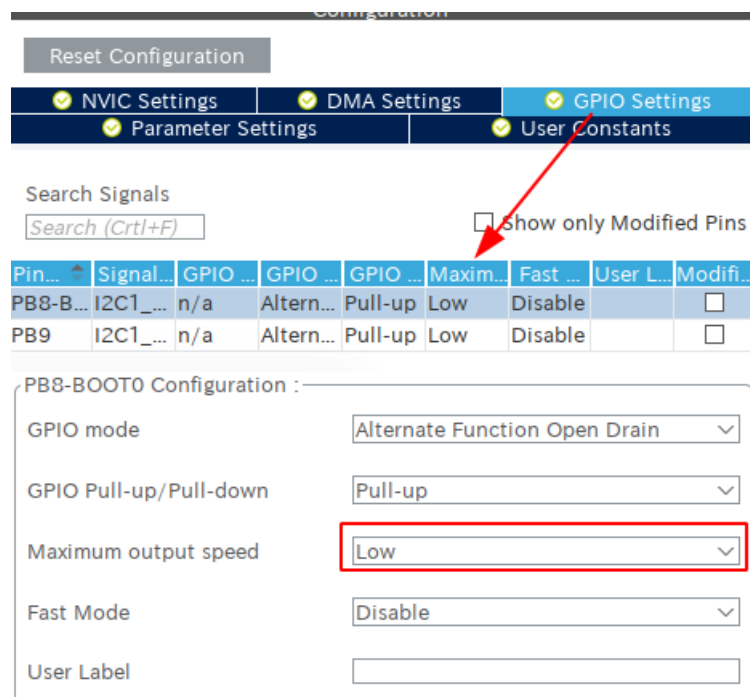 Configuration
Reset Configuration
NVIC Settings DMA Settings GPIO Settings
Parameter Settings User Constants
Search Signals
Search (Crtl+F) Show only Modified Pins
Pin... Signal... GPIO ... GPIO ... GPIO ... Maxim... Fast ... User L... Modifi...
PB8-B... I2C1_... n/a Altern... Pull-up Low Disable
PB9 I2C1_... n/a Altern... Pull-up Low Disable
PB8-BOOT0 Configuration :
GPIO mode Alternate Function Open Drain
GPIO Pull-up/Pull-down Pull-up
Maximum output speed Low
Fast Mode Disable
User Label